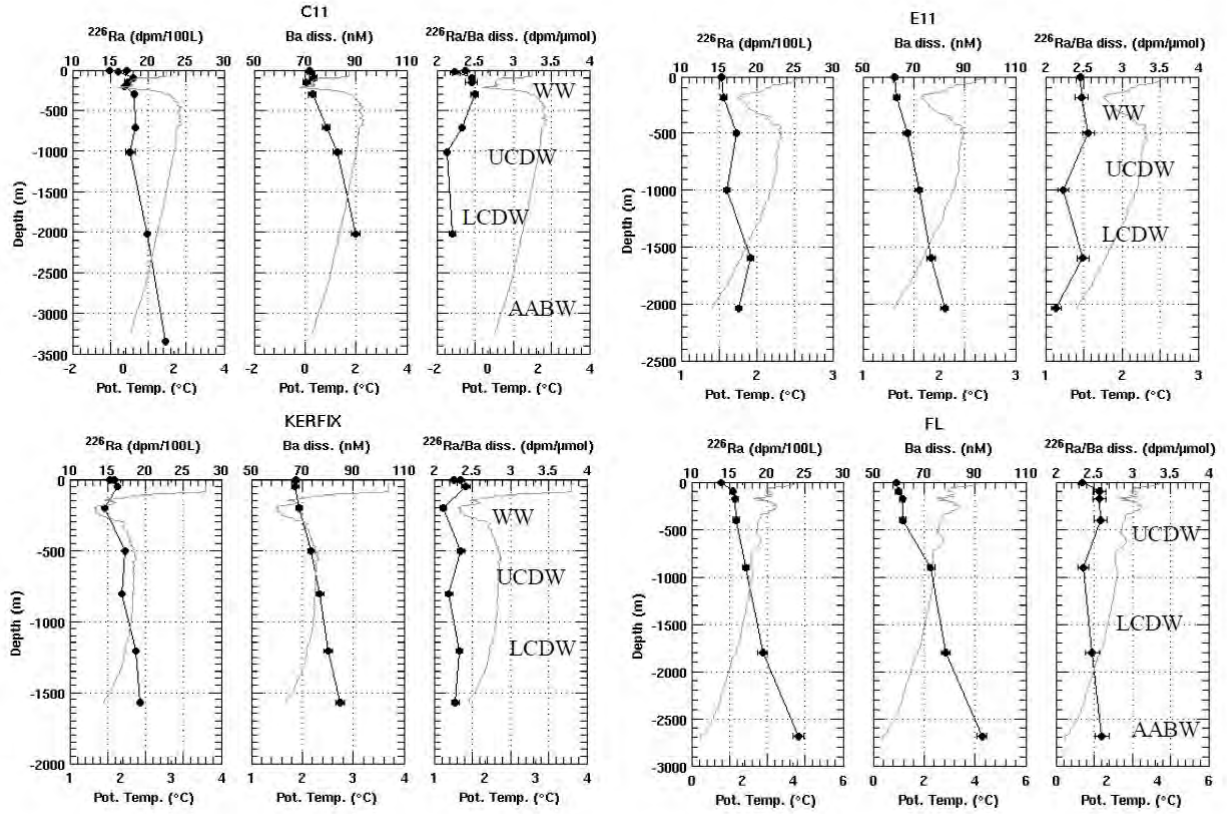 C11
²²⁶Ra (dpm/100L) Ba diss. (nM) ²²⁶Ra/Ba diss. (dpm/µmol)
10 15 20 25 30 50 70 90 110 2 2.5 3 3.5 4
0
-500
-1000
-1500
-2000
-2500
-3000
-3500
Depth (m)
WW
UCDW
LCDW
AABW
-2 0 2 4 -2 0 2 4 -2 0 2 4
Pot. Temp. (°C) Pot. Temp. (°C) Pot. Temp. (°C)
E11
²²⁶Ra (dpm/100L) Ba diss. (nM) ²²⁶Ra/Ba diss. (dpm/µmol)
10 15 20 25 30 50 70 90 110 2 2.5 3 3.5 4
0
-500
-1000
-1500
-2000
-2500
Depth (m)
WW
UCDW
LCDW
1 2 3 1 2 3 1 2 3
Pot. Temp. (°C) Pot. Temp. (°C) Pot. Temp. (°C)
KERFIX
²²⁶Ra (dpm/100L) Ba diss. (nM) ²²⁶Ra/Ba diss. (dpm/µmol)
10 15 20 25 30 50 70 90 110 2 2.5 3 3.5 4
0
-500
-1000
-1500
-2000
Depth (m)
WW
UCDW
LCDW
1 2 3 4 1 2 3 4 1 2 3 4
Pot. Temp. (°C) Pot. Temp. (°C) Pot. Temp. (°C)
FL
²²⁶Ra (dpm/100L) Ba diss. (nM) ²²⁶Ra/Ba diss. (dpm/µmol)
10 15 20 25 30 50 70 90 110 2 2.5 3 3.5 4
0
-500
-1000
-1500
-2000
-2500
-3000
Depth (m)
UCDW
LCDW
AABW
0 2 4 6 0 2 4 6 0 2 4 6
Pot. Temp. (°C) Pot. Temp. (°C) Pot. Temp. (°C)